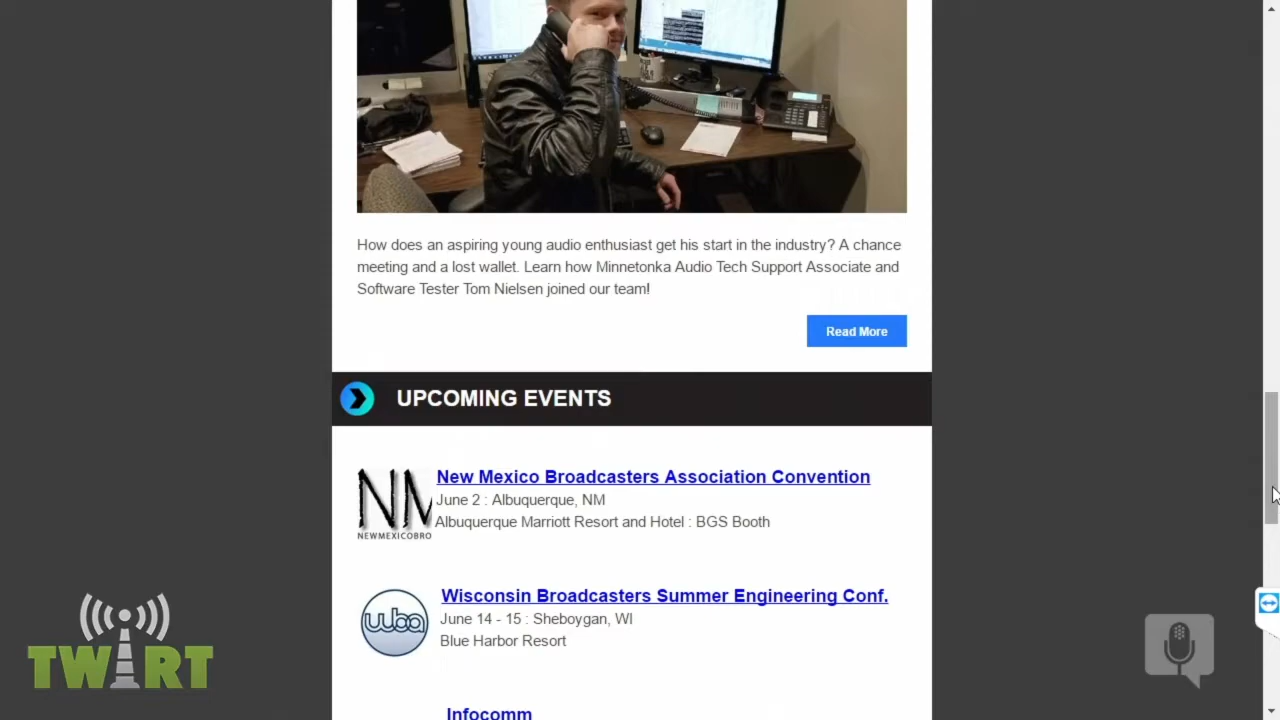 How does an aspiring young audio enthusiast get his start in the industry? A chance
meeting and a lost wallet. Learn how Minnetonka Audio Tech Support Associate and
Software Tester Tom Nielsen joined our team!
Read More
UPCOMING EVENTS
NM
NEWMEXICOBRO
New Mexico Broadcasters Association Convention
June 2 : Albuquerque, NM
Albuquerque Marriott Resort and Hotel : BGS Booth
wba
Wisconsin Broadcasters Summer Engineering Conf.
June 14 - 15 : Sheboygan, WI
Blue Harbor Resort
Infocomm
TWIRT